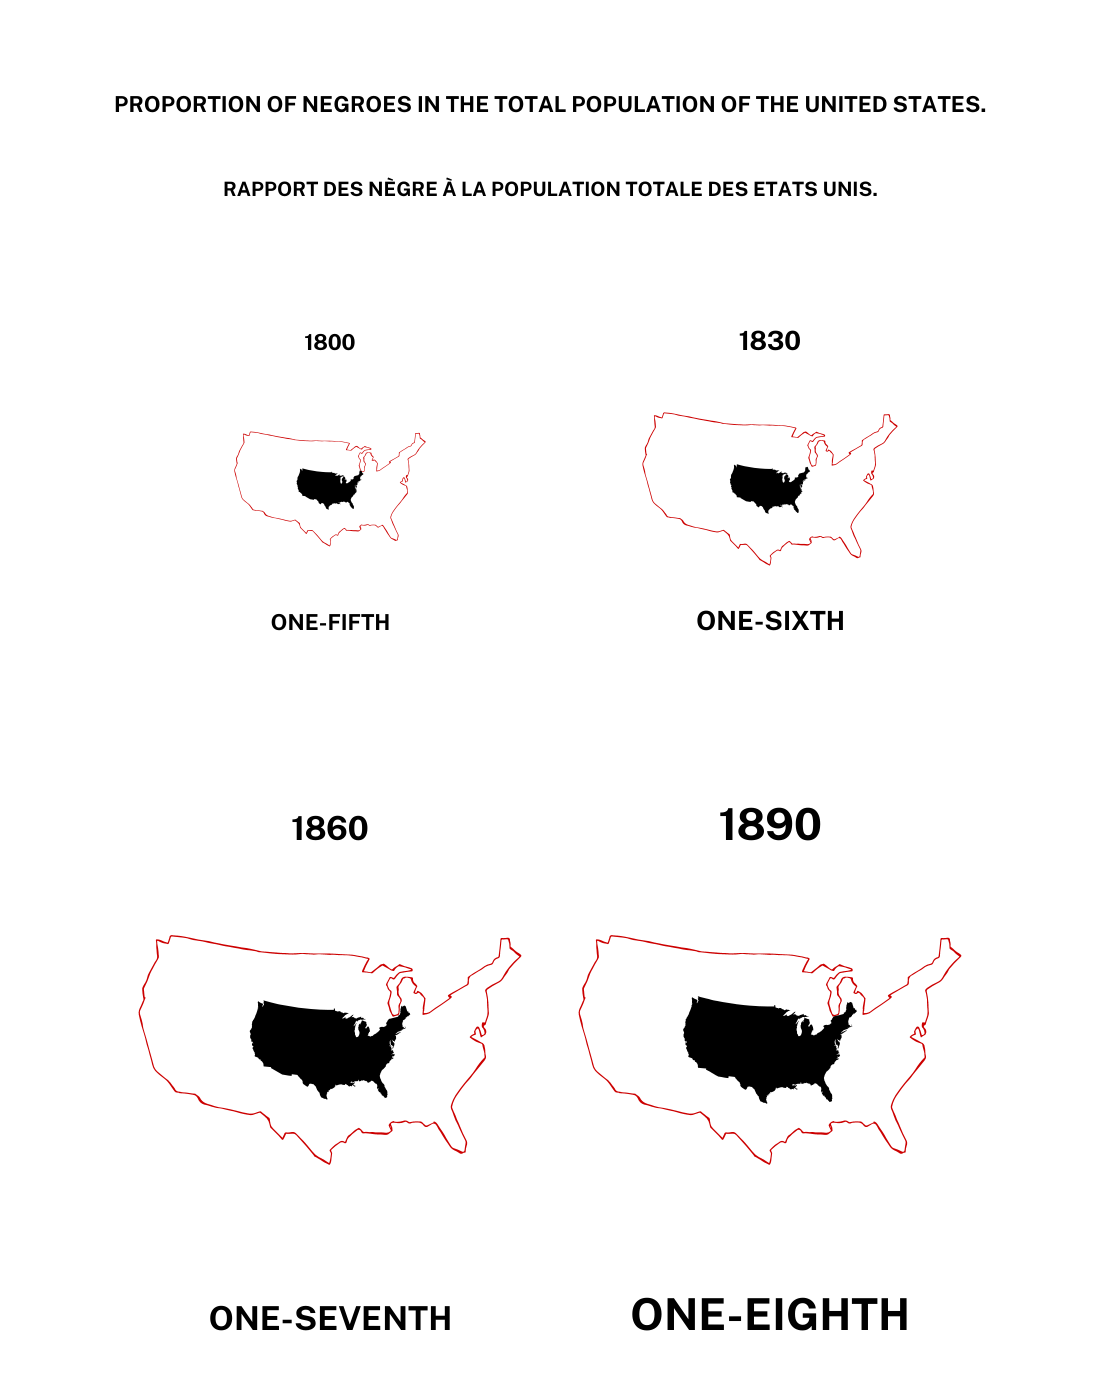 PROPORTION OF NEGROES IN THE TOTAL POPULATION OF THE UNITED STATES.
RAPPORT DES NÈGRE À LA POPULATION TOTALE DES ETATS UNIS.
1800
1830
ONE-FIFTH
ONE-SIXTH
1860
1890
ONE-SEVENTH
ONE-EIGHTH